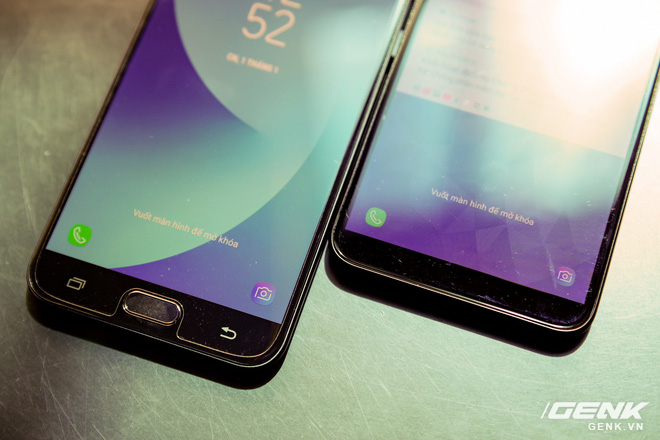 52
CN, 1 THÁNG 1
Vuốt màn hình để mở khóa
Vuốt màn hình để mở khóa
GENK
GENK.VN